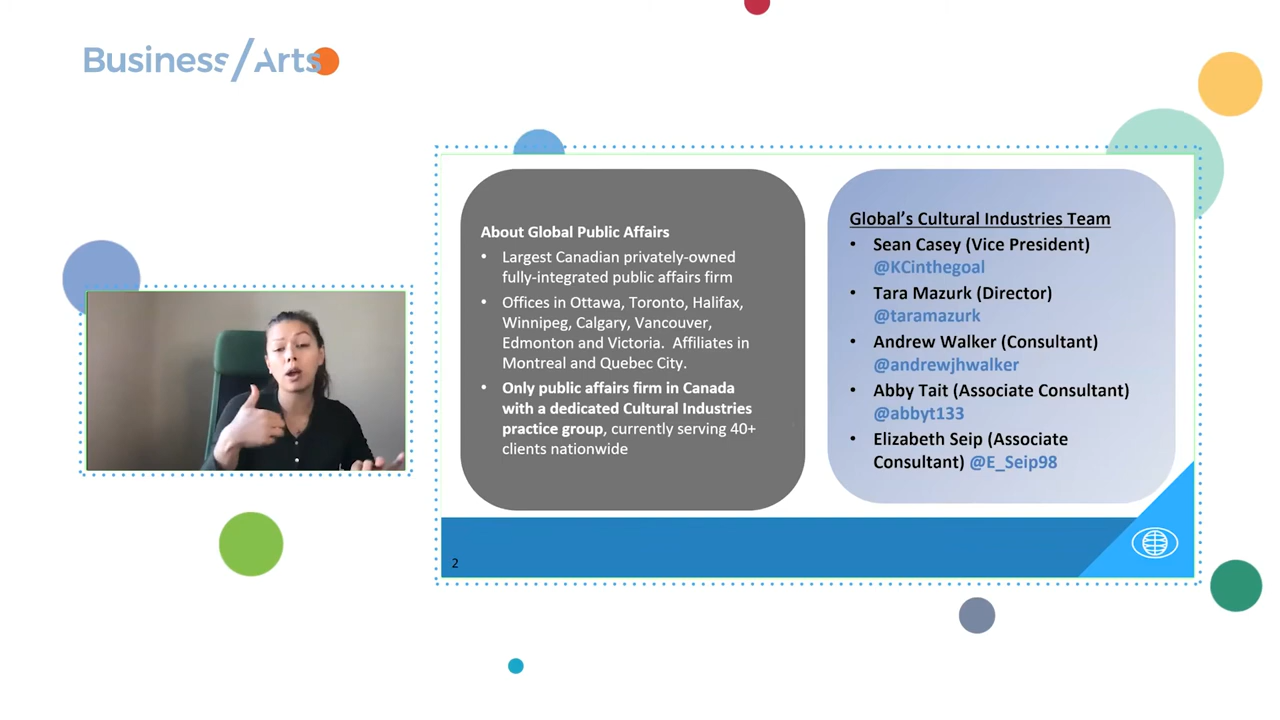 Business/Arts
About Global Public Affairs
• Largest Canadian privately-owned
fully-integrated public affairs firm
• Offices in Ottawa, Toronto, Halifax,
Winnipeg, Calgary, Vancouver,
Edmonton and Victoria.  Affiliates in
Montreal and Quebec City.
• Only public affairs firm in Canada
with a dedicated Cultural Industries
practice group, currently serving 40+
clients nationwide
Global’s Cultural Industries Team
• Sean Casey (Vice President)
@KCinthegoal
• Tara Mazurk (Director)
@taramazurk
• Andrew Walker (Consultant)
@andrewjhwalker
• Abby Tait (Associate Consultant)
@abbyt133
• Elizabeth Seip (Associate
Consultant) @E_Seip98
2